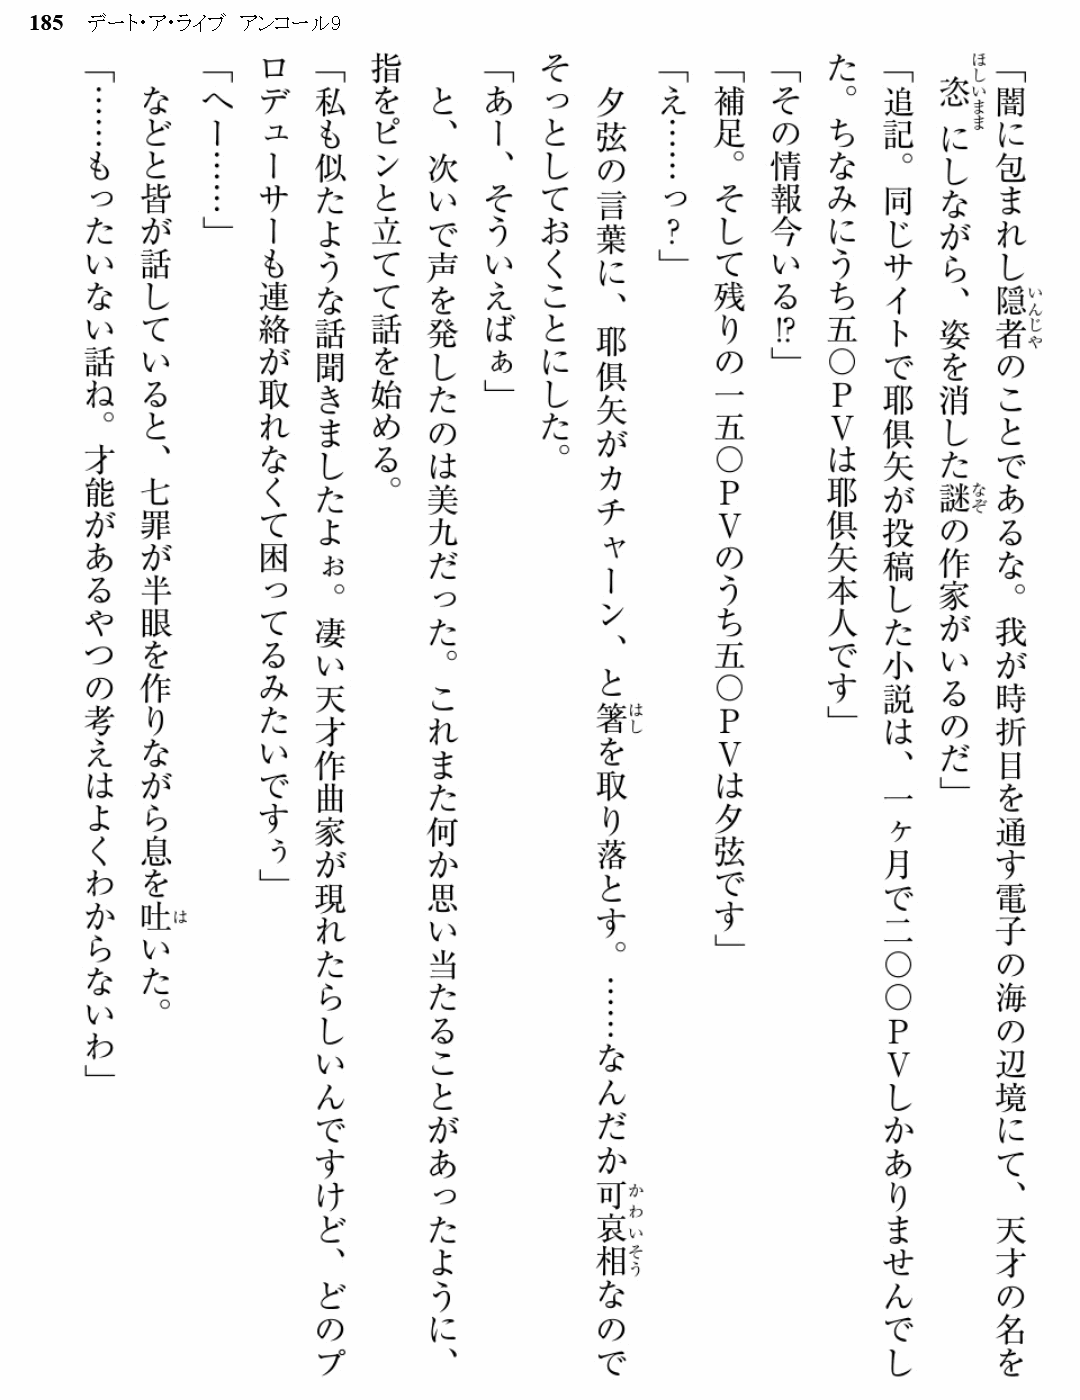 185 デート・ア・ライブ アンコール9
「闇に包まれし隠者のことであるな。我が時折目を通す電子の海の辺境にて、天才の名を
恣にしながら、姿を消した謎の作家がいるのだ」
「追記。同じサイトで耶倶矢が投稿した小説は、一ヶ月で二〇〇PVしかありませんでし
た。ちなみにうち五〇PVは耶倶矢本人です」
「その情報今いる!?」
「補足。そして残りの一五〇PVのうち五〇PVは夕弦です」
「え……っ?」
夕弦の言葉に、耶倶矢がカチャーン、と箸を取り落とす。……なんだか可哀相なので
そっとしておくことにした。
「あー、そういえばぁ」
と、次いで声を発したのは美九だった。これまた何か思い当たることがあったように、
指をピンと立てて話を始める。
「私も似たような話聞きましたよぉ。凄い天才作曲家が現れたらしいんですけど、どのプ
ロデューサーも連絡が取れなくて困ってるみたいですぅ」
「へー……」
などと皆が話していると、七罪が半眼を作りながら息を吐いた。
「……もったいない話ね。才能があるやつの考えはよくわからないわ」